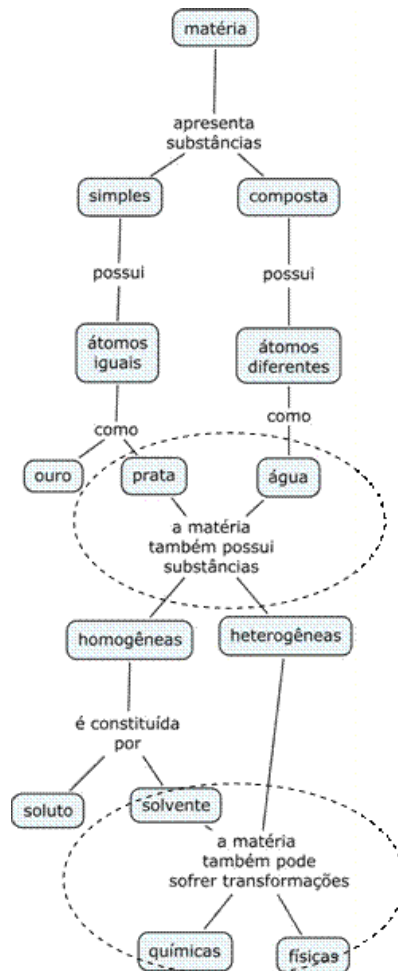 matéria
apresenta
substâncias
simples
composta
possui
possui
átomos
iguais
átomos
diferentes
como
como
ouro
prata
água
a matéria
também possui
substâncias
homogêneas
heterogêneas
é constituída
por
soluto
solvente
a matéria
também pode
sofrer transformações
químicas
físiças